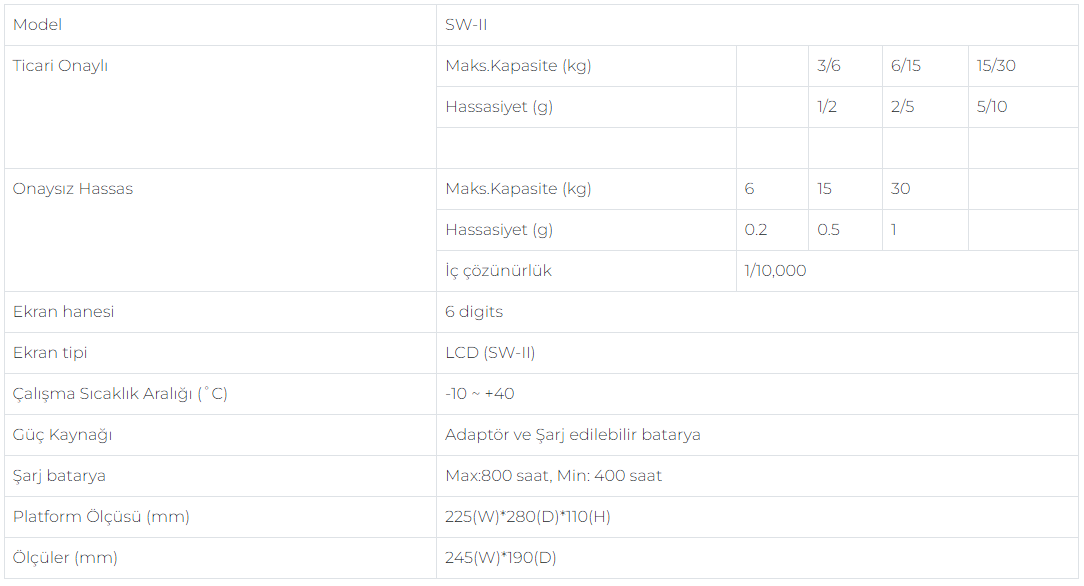 Model SW-II
Ticari Onaylı Maks.Kapasite (kg) 3/6 6/15 15/30
Hassasiyet (g) 1/2 2/5 5/10
Onaysız Hassas Maks.Kapasite (kg) 6 15 30
Hassasiyet (g) 0.2 0.5 1
İç çözünürlük 1/10,000
Ekran hanesi 6 digits
Ekran tipi LCD (SW-II)
Çalışma Sıcaklık Aralığı (˚C) -10 ~ +40
Güç Kaynağı Adaptör ve Şarj edilebilir batarya
Şarj batarya Max:800 saat, Min: 400 saat
Platform Ölçüsü (mm) 225(W)*280(D)*110(H)
Ölçüler (mm) 245(W)*190(D)